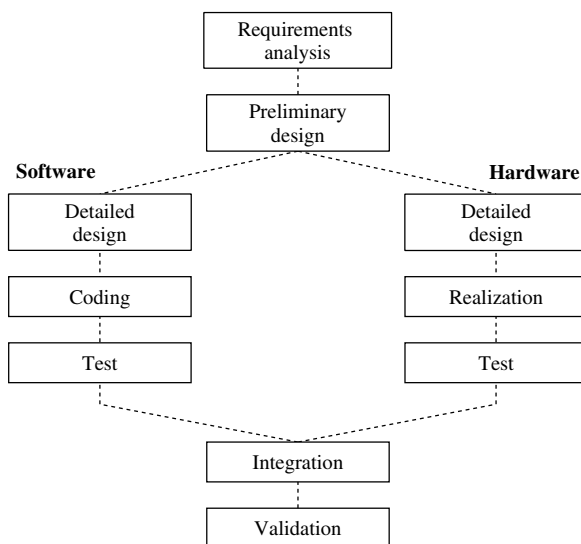 Requirements
analysis
Preliminary
design
Software
Hardware
Detailed
design
Detailed
design
Coding
Realization
Test
Test
Integration
Validation